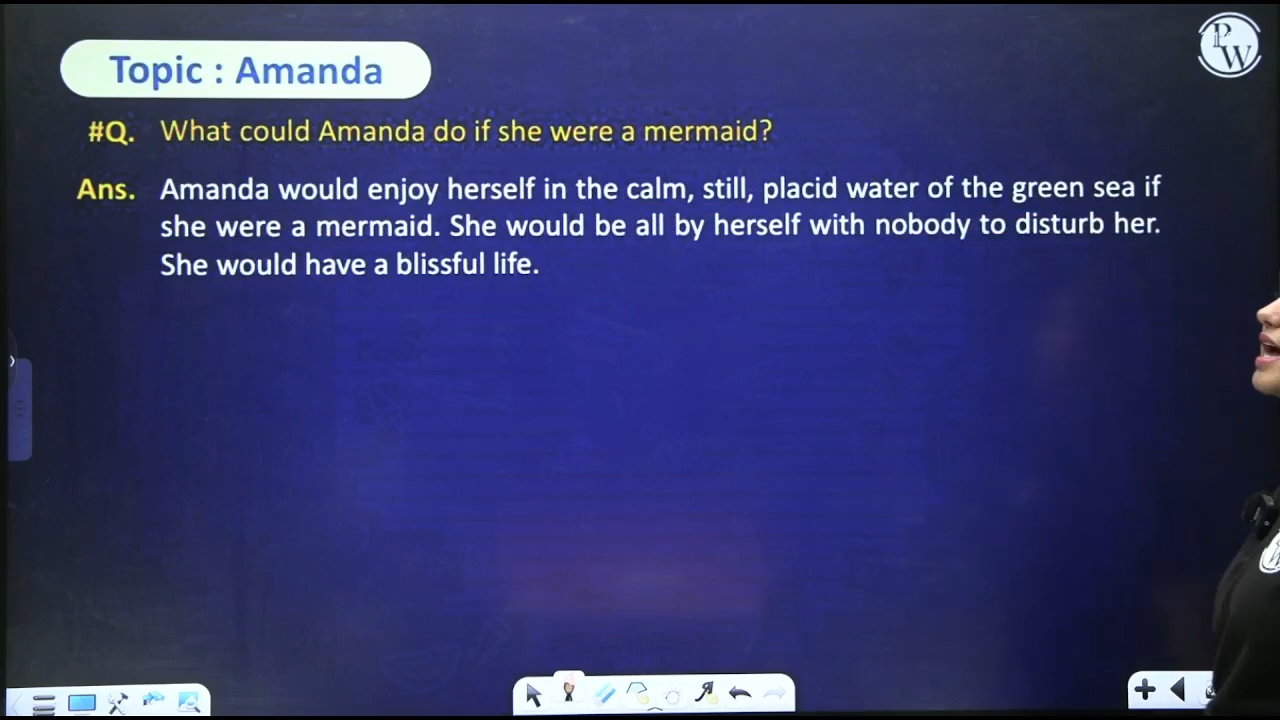 Topic : Amanda
PW
#Q. What could Amanda do if she were a mermaid?
Ans. Amanda would enjoy herself in the calm, still, placid water of the green sea if
she were a mermaid. She would be all by herself with nobody to disturb her.
She would have a blissful life.